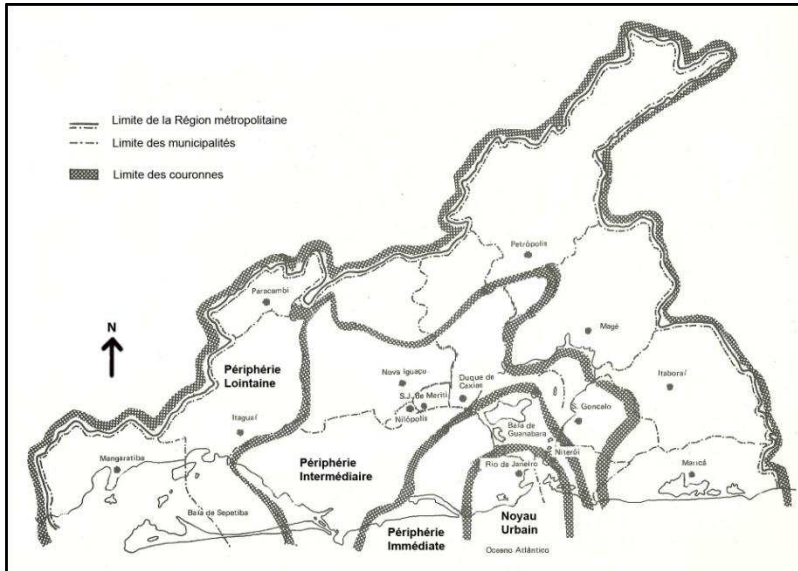 Limite de la Région métropolitaine
Limite des municipalités
Limite des couronnes
N
Petrópolis
Paracambi
Magé
Périphérie
Lointaine
Nova Iguaçu
Duque de
Caxias
Itaboraí
S.J. de Meriti
Nilópolis
Itaguaí
S. Goncalo
Baía de
Guanabara
Niterói
Mangaratiba
Périphérie
Intermédiaire
Rio de Janeiro
Maricá
Baía de Sepetiba
Noyau
Urbain
Périphérie
Immédiate
Oceano Atlântico